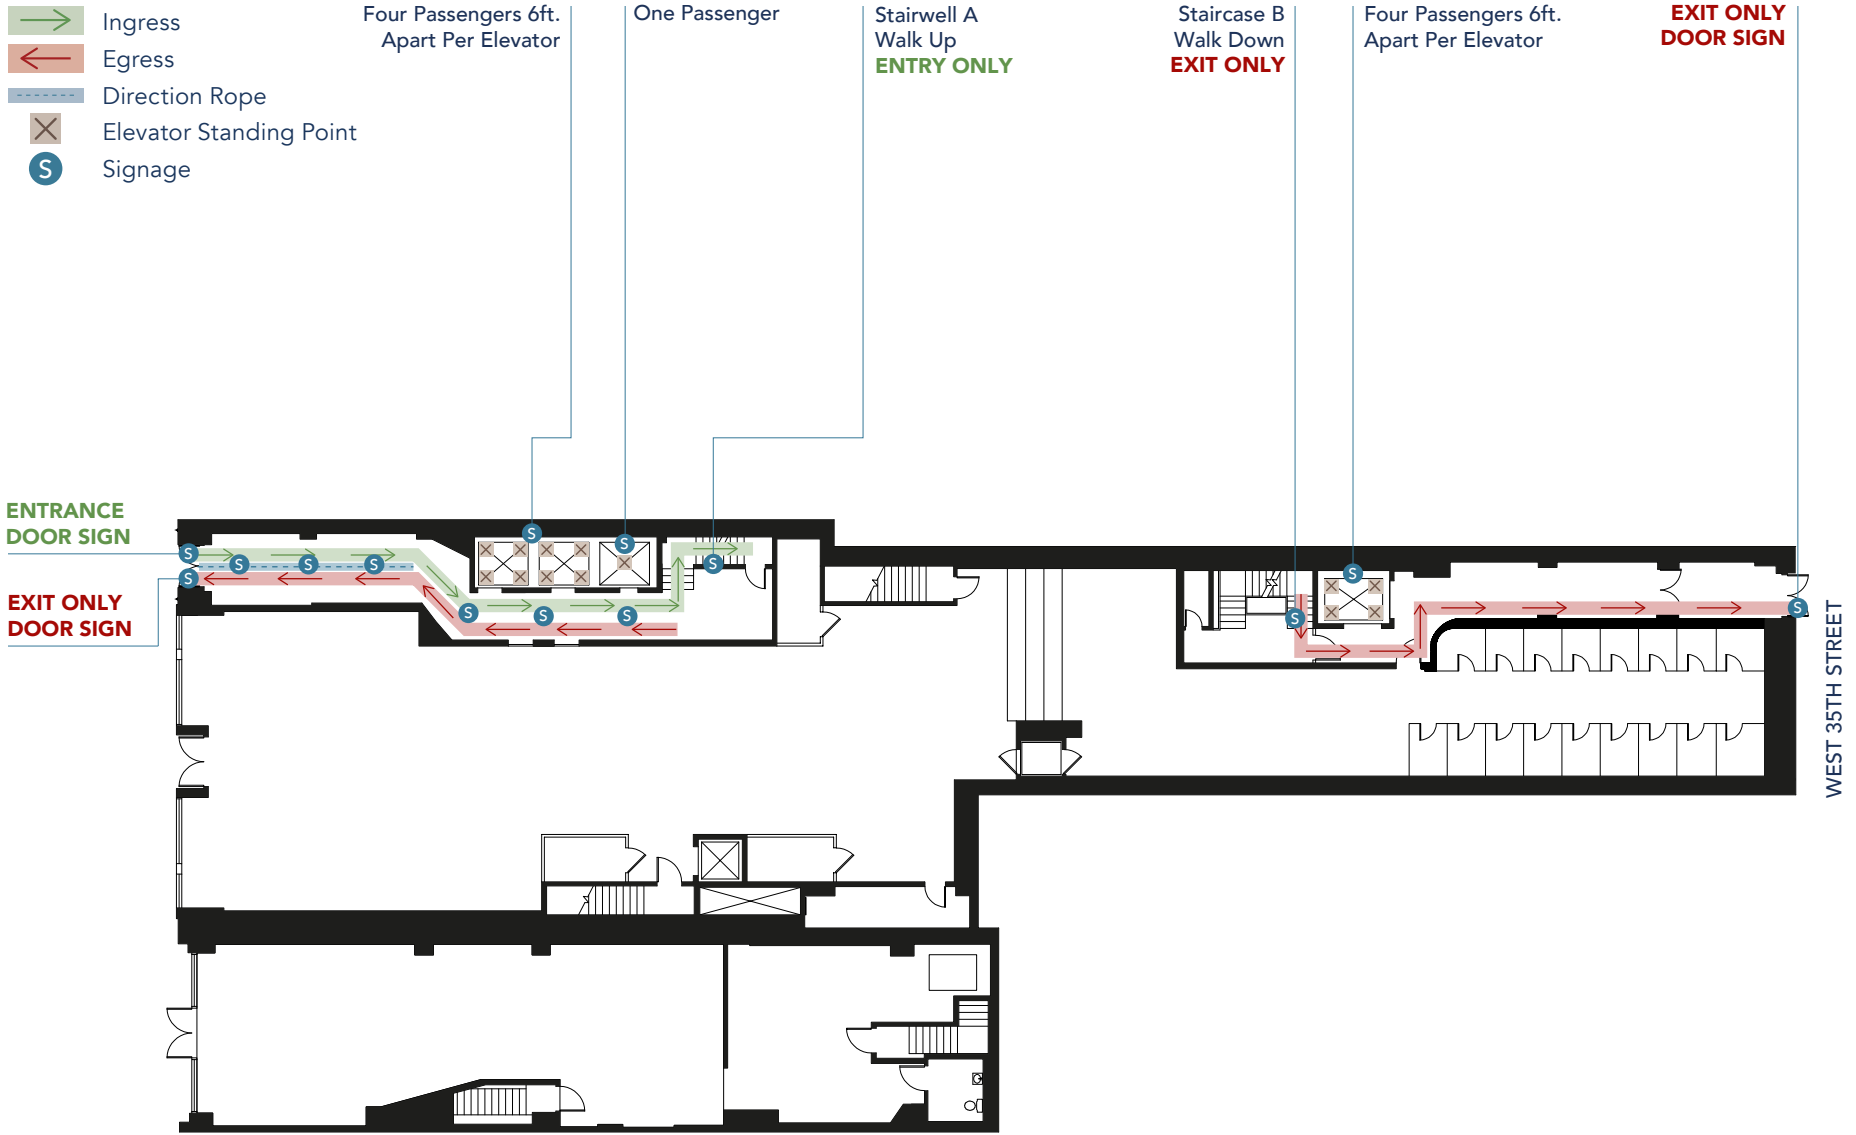 Ingress
Egress
Direction Rope
Elevator Standing Point
S
Signage
Four Passengers 6ft.
Apart Per Elevator
One Passenger
Stairwell A
Walk Up
ENTRY ONLY
Staircase B
Walk Down
EXIT ONLY
Four Passengers 6ft.
Apart Per Elevator
EXIT ONLY
DOOR SIGN
ENTRANCE
DOOR SIGN
EXIT ONLY
DOOR SIGN
S
S
S
S
S
S
S
S
S
S
S
S
S
S
WEST 35TH STREET